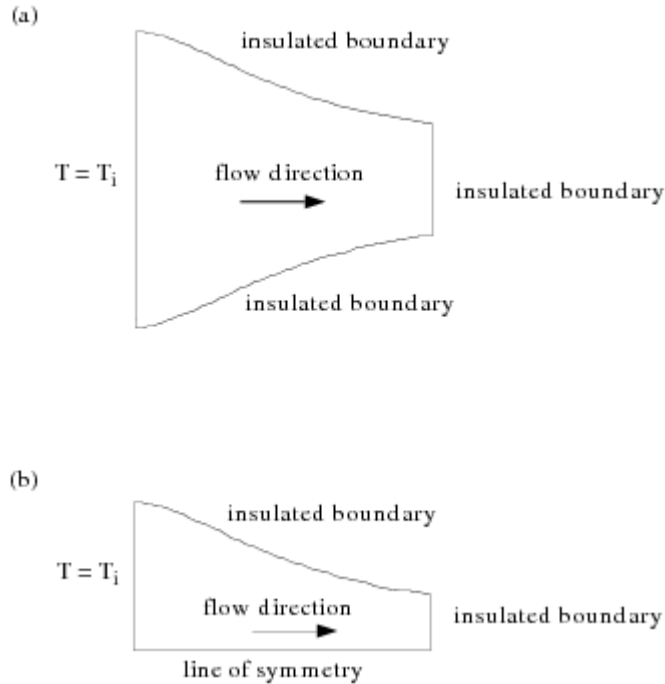 (a)
insulated boundary
T = Ti
flow direction
insulated boundary
insulated boundary
(b)
insulated boundary
T = Ti
flow direction
insulated boundary
line of symmetry